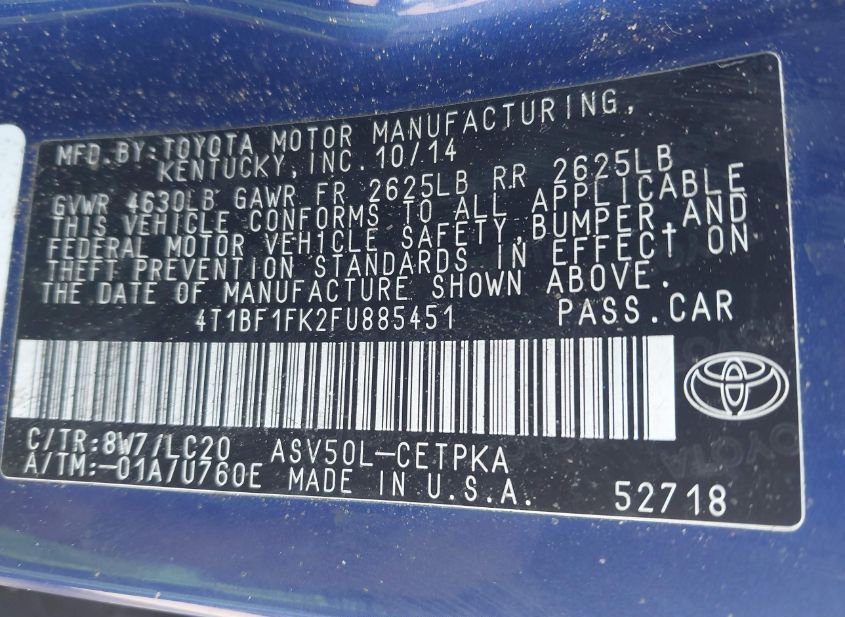 MFD.BY:TOYOTA MOTOR MANUFACTURING,
KENTUCKY,INC.10/14
GVWR 4630LB GAWR FR 2625LB RR 2625LB
THIS VEHICLE CONFORMS TO ALL APPLICABLE
FEDERAL MOTOR VEHICLE SAFETY,BUMPER,AND
THEFT PREVENTION STANDARDS IN EFFECT ON
THE DATE OF MANUFACTURE SHOWN ABOVE.
4T1BF1FK2FU885451 PASS.CAR
C/TR:8W7/LC20 ASV50L-CETPKA
A/TM:-01A/U760E MADE IN U.S.A. 52718